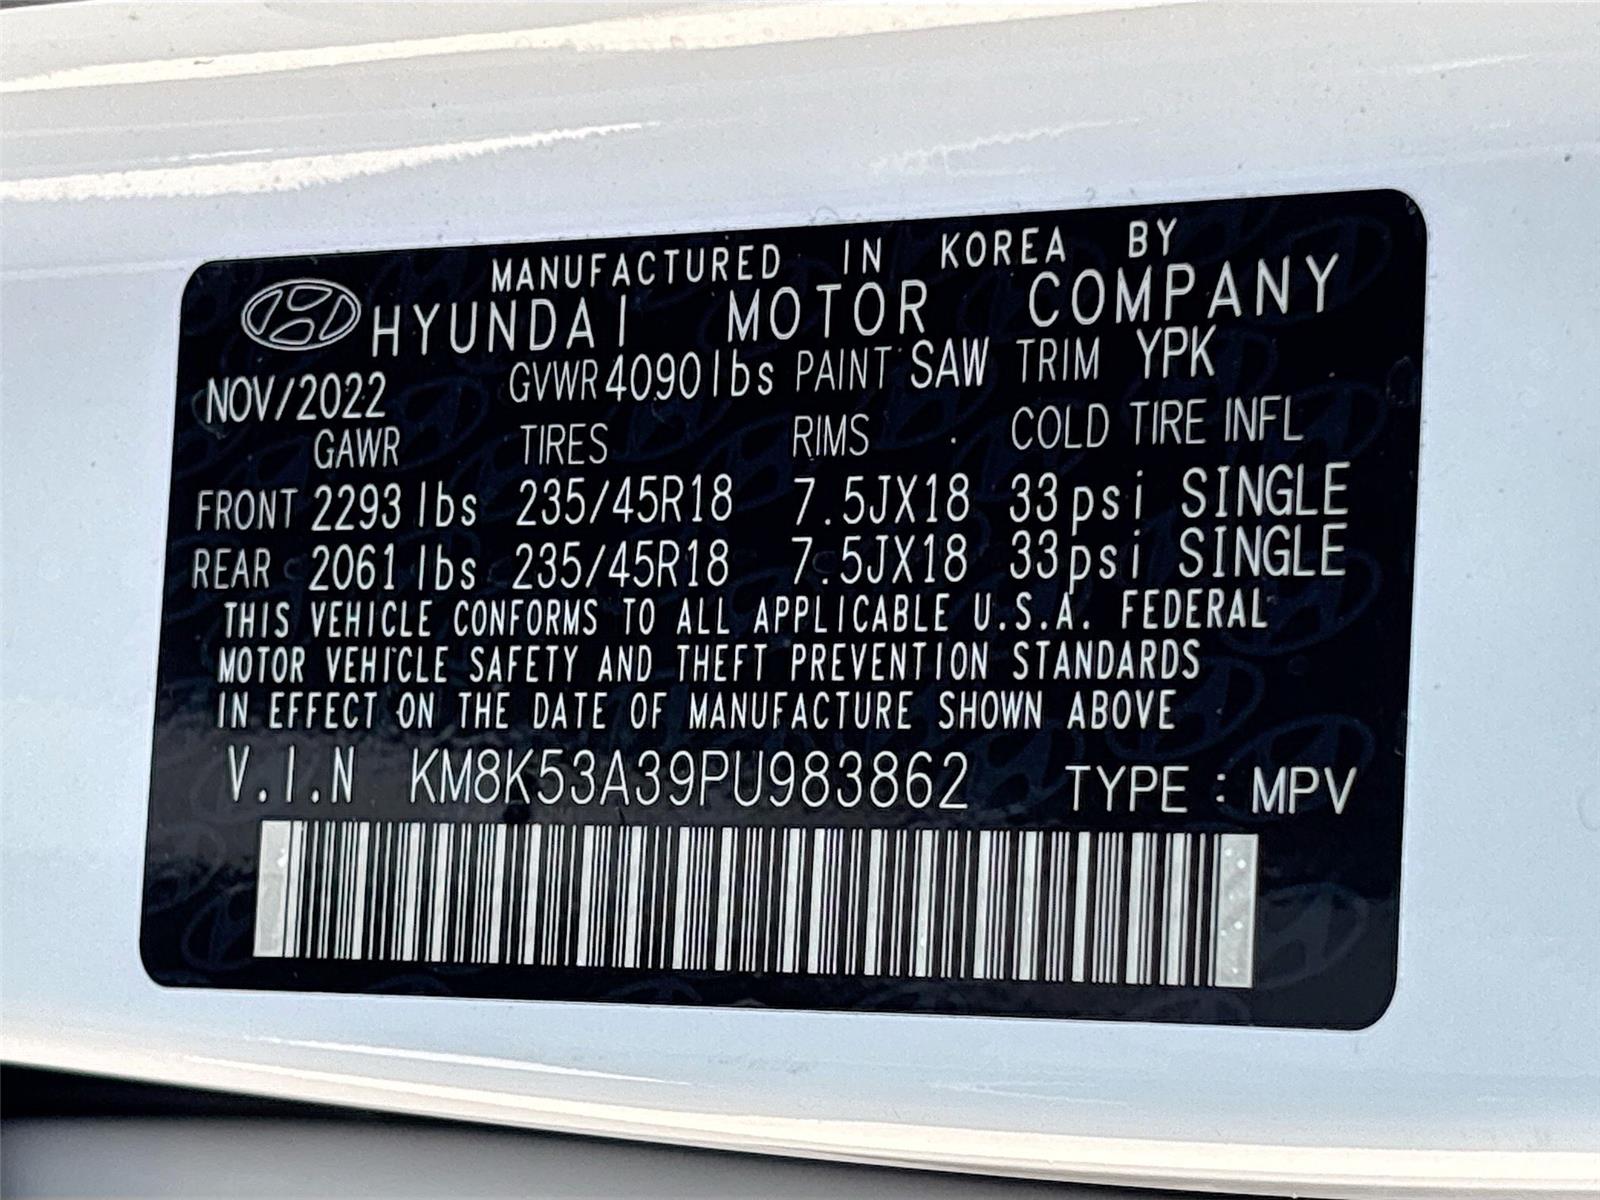 MANUFACTURED IN KOREA BY
HYUNDAI MOTOR COMPANY
NOV/2022 GVWR 4090lbs PAINT SAW TRIM YPK
GAWR TIRES RIMS COLD TIRE INFL
FRONT 2293 lbs 235/45R18 7.5JX18 33psi SINGLE
REAR 2061 lbs 235/45R18 7.5JX18 33psi SINGLE
THIS VEHICLE CONFORMS TO ALL APPLICABLE U.S.A. FEDERAL
MOTOR VEHICLE SAFETY AND THEFT PREVENTION STANDARDS
IN EFFECT ON THE DATE OF MANUFACTURE SHOWN ABOVE
V.I.N KM8K53A39PU983862 TYPE : MPV